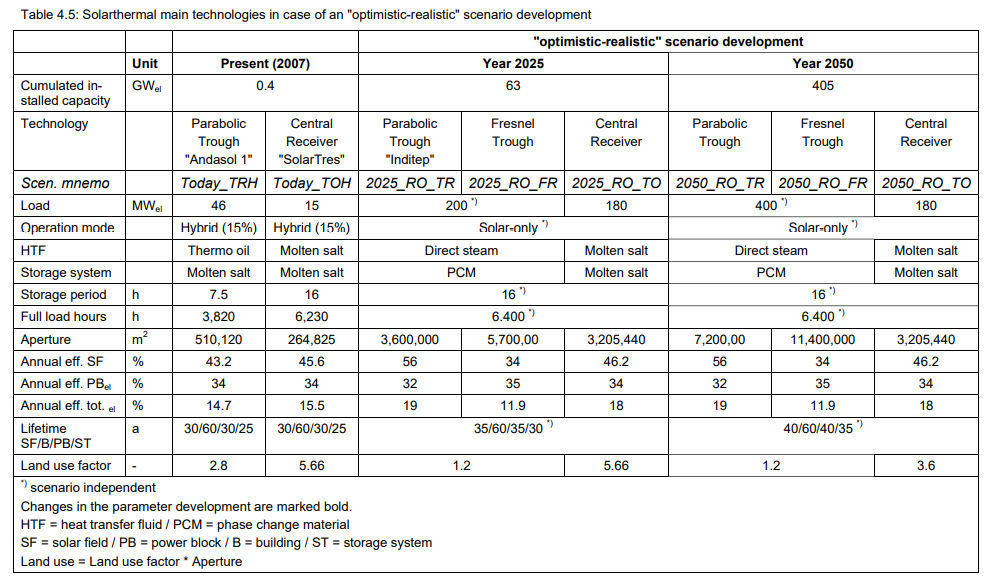 Table 4.5: Solarthermal main technologies in case of an "optimistic-realistic" scenario development
"optimistic-realistic" scenario development
Unit Present (2007) Year 2025 Year 2050
Cumulated in-
stalled capacity GWel 0.4 63 405
Technology Parabolic Central Parabolic Fresnel Central Parabolic Fresnel Central
Trough Receiver Trough Trough Receiver Trough Trough Receiver
"Andasol 1" "SolarTres" "Inditep"
Scen. mnemo Today_TRH Today_TOH 2025_RO_TR 2025_RO_FR 2025_RO_TO 2050_RO_TR 2050_RO_FR 2050_RO_TO
Load MWel 46 15 200 *) 180 400 *) 180
Operation mode Hybrid (15%) Hybrid (15%) Solar-only *) Solar-only *)
HTF Thermo oil Molten salt Direct steam Molten salt Direct steam Molten salt
Storage system Molten salt Molten salt PCM Molten salt PCM Molten salt
Storage period h 7.5 16 16 *) 16 *)
Full load hours h 3,820 6,230 6.400 *) 6.400 *)
Aperture m2 510,120 264,825 3,600,000 5,700,00 3,205,440 7,200,00 11,400,000 3,205,440
Annual eff. SF % 43.2 45.6 56 34 46.2 56 34 46.2
Annual eff. PBel % 34 34 32 35 34 32 35 34
Annual eff. tot. el % 14.7 15.5 19 11.9 18 19 11.9 18
Lifetime
SF/B/PB/ST a 30/60/30/25 30/60/30/25 35/60/35/30 *) 40/60/40/35 *)
Land use factor - 2.8 5.66 1.2 5.66 1.2 3.6
*) scenario independent
Changes in the parameter development are marked bold.
HTF = heat transfer fluid / PCM = phase change material
SF = solar field / PB = power block / B = building / ST = storage system
Land use = Land use factor * Aperture